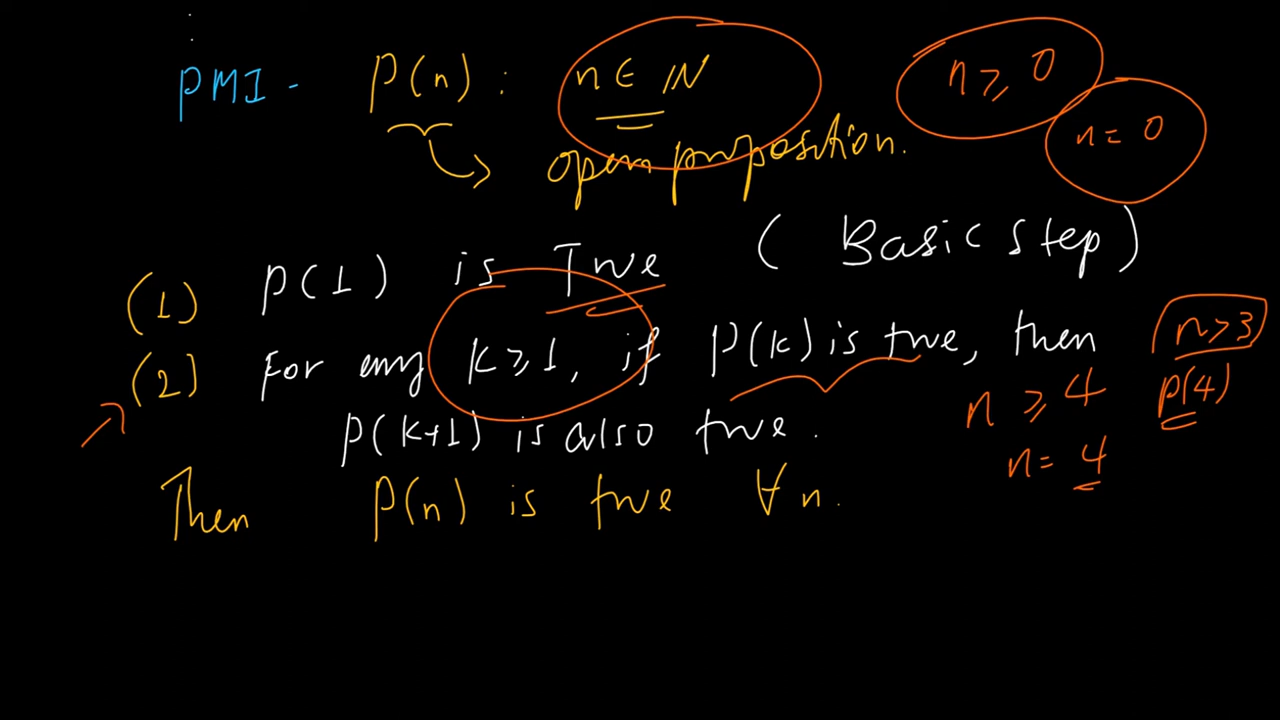 PMI - P(n) : n ∈ ℕ n ≥ 0
n = 0
open proposition.
(1) P(1) is True (Basic step)
(2) For any k ≥ 1, if P(k) is true, then n > 3
n ≥ 4 P(4)
P(k+1) is also true.
n = 4
Then P(n) is true ∀ n.